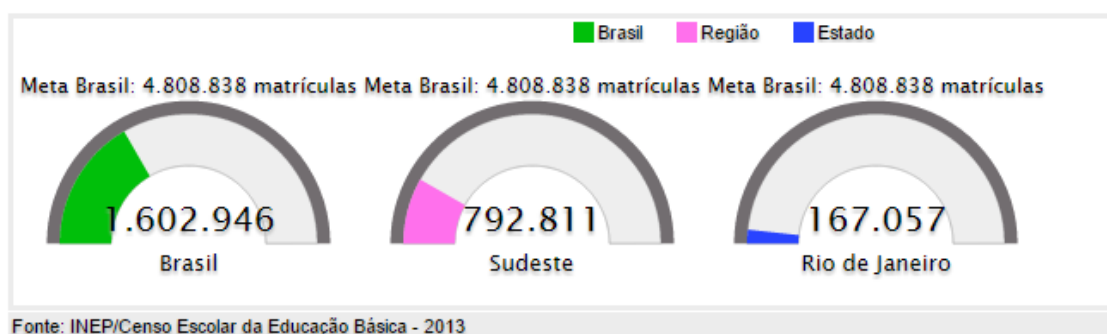 Brasil Região Estado
Meta Brasil: 4.808.838 matrículas Meta Brasil: 4.808.838 matrículas Meta Brasil: 4.808.838 matrículas
1.602.946 792.811 167.057
Brasil Sudeste Rio de Janeiro
Fonte: INEP/Censo Escolar da Educação Básica - 2013